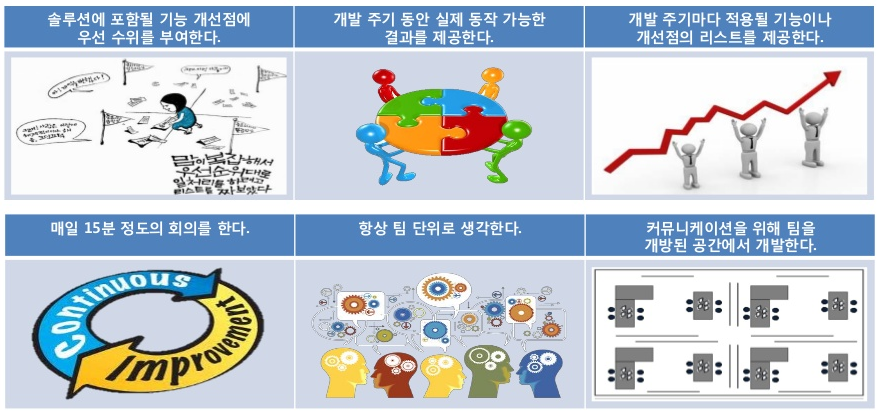 솔루션에 포함될 기능 개선점에
우선 수위를 부여한다.
개발 주기 동안 실제 동작 가능한
결과를 제공한다.
개발 주기마다 적용될 기능이나
개선점의 리스트를 제공한다.
말이 복잡해서
우선순위대로
일처리를 하려고
리스트를 짜보았다
매일 15분 정도의 회의를 한다.
항상 팀 단위로 생각한다.
커뮤니케이션을 위해 팀을
개방된 공간에서 개발한다.
Continuous
Improvement